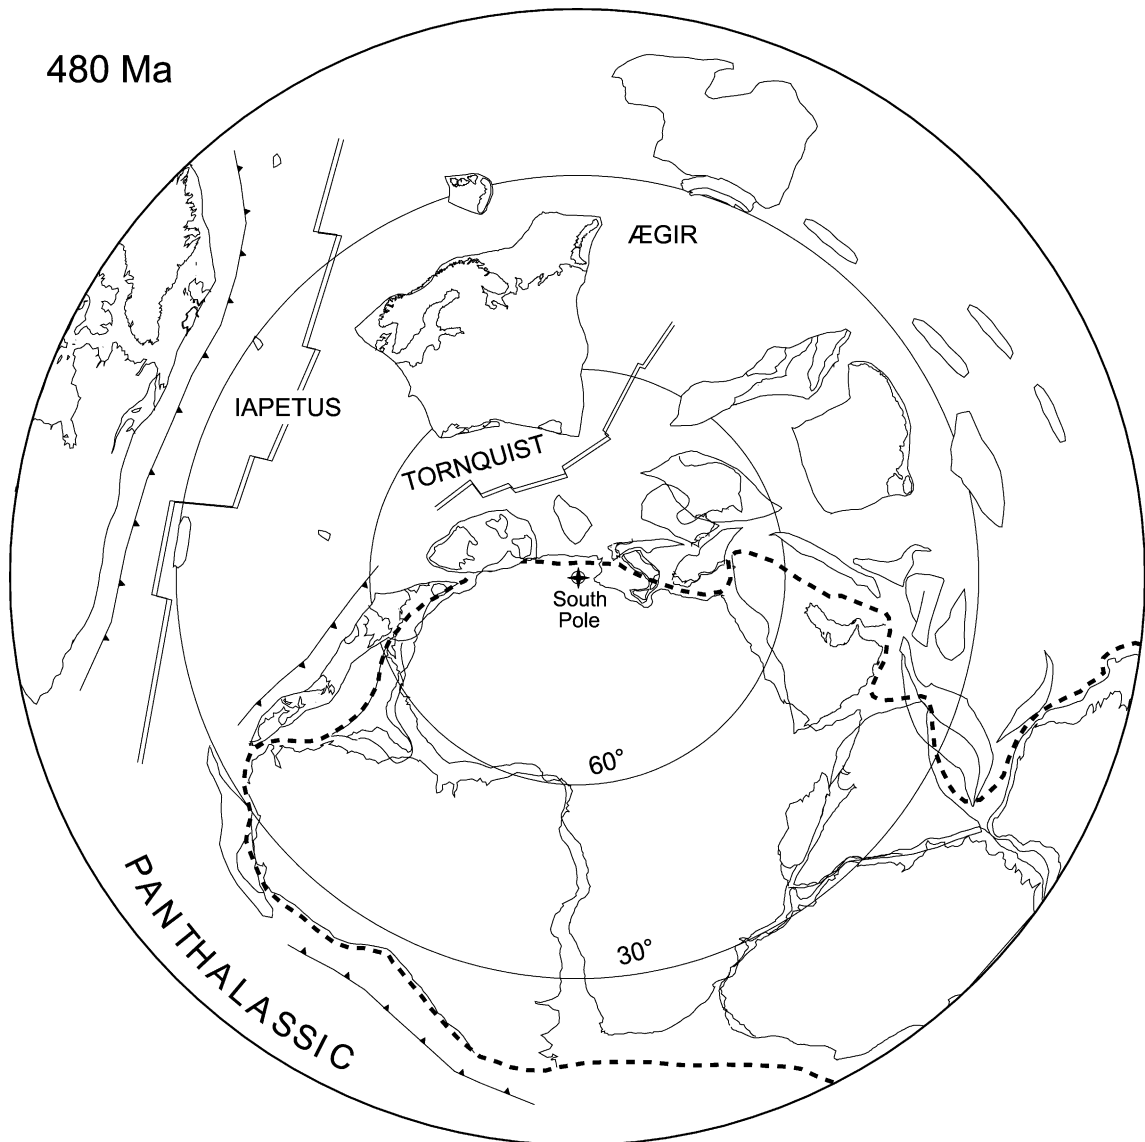 480 Ma
ÆGIR
IAPETUS
TORNQUIST
South
Pole
60°
30°
PANTHALASSIC